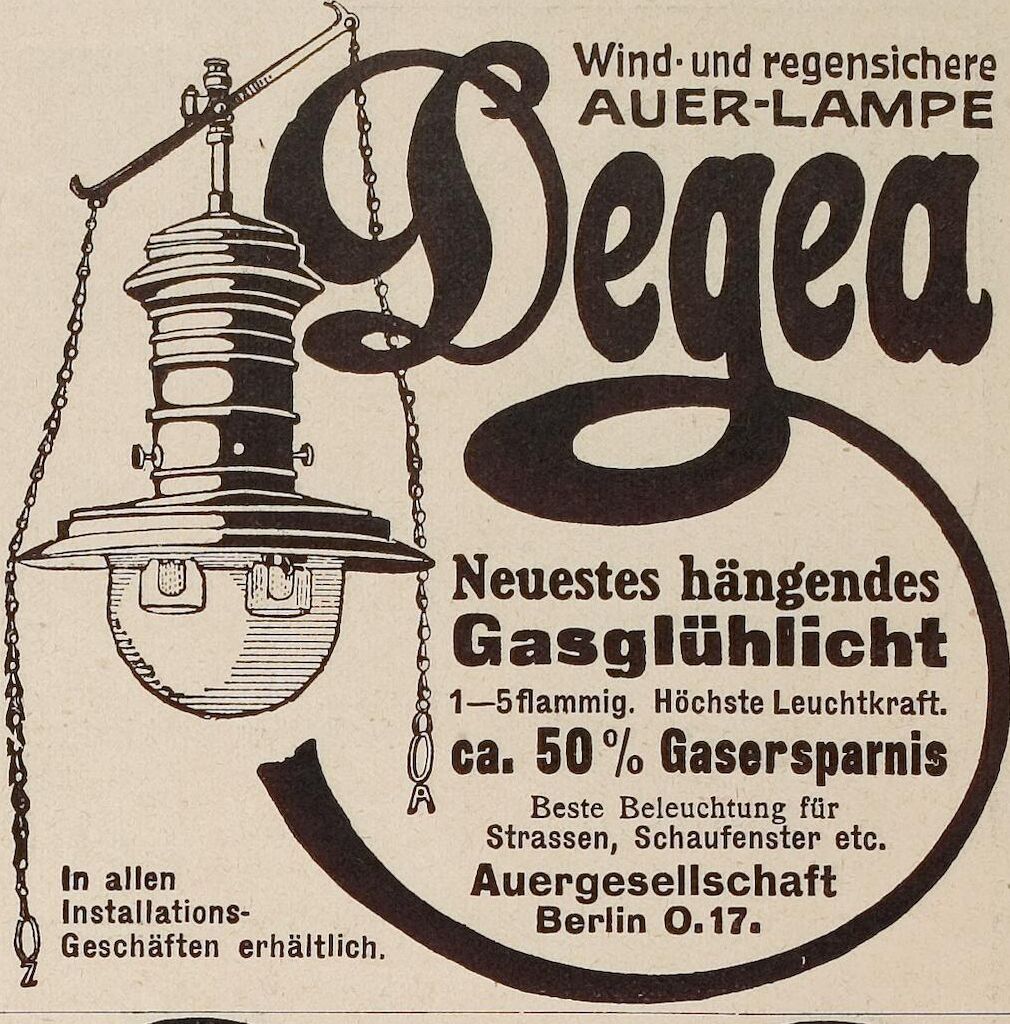 Wind- und regensichere
AUER-LAMPE
Degea
Neuestes hängendes
Gasglühlicht
1—5flammig. Höchste Leuchtkraft.
ca. 50% Gasersparnis
Beste Beleuchtung für
Strassen, Schaufenster etc.
Auergesellschaft
Berlin O.17.
In allen
Installations-
Geschäften erhältlich.
A
Z